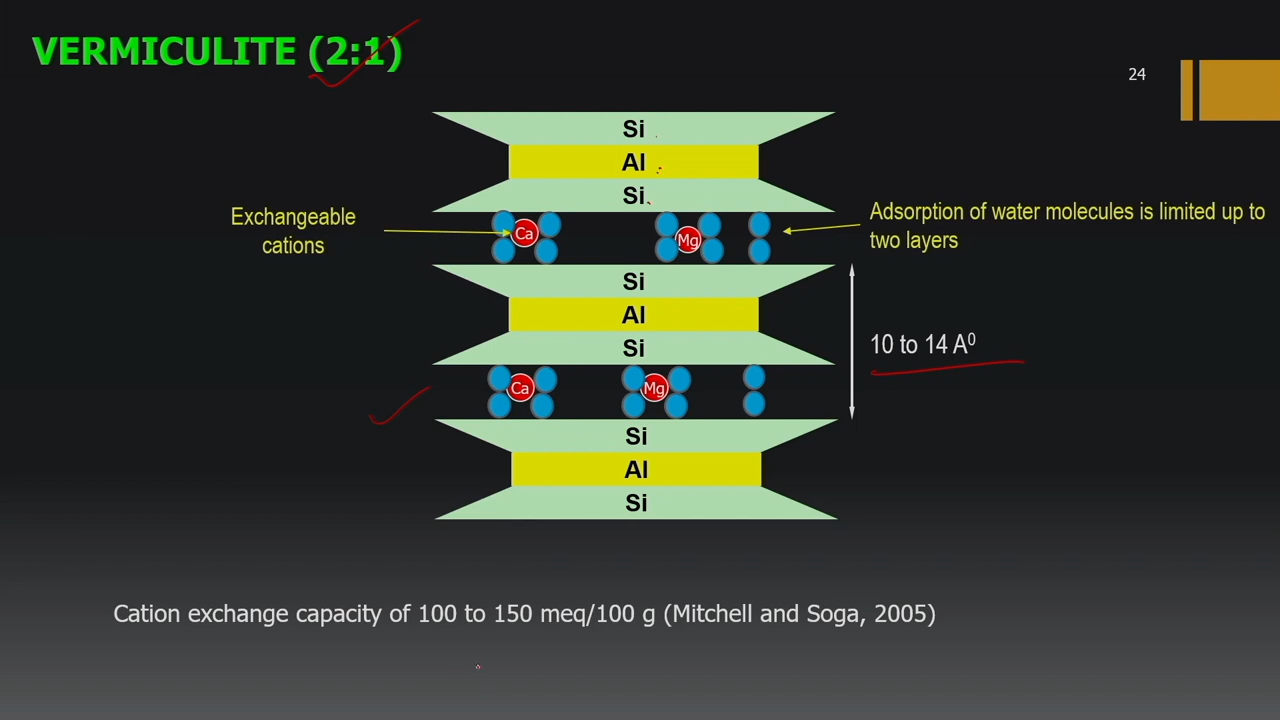 VERMICULITE (2:1)
24
Si
Al
Si
Exchangeable
cations
Ca
Mg
Adsorption of water molecules is limited up to
two layers
Si
Al
Si
10 to 14 A⁰
Ca
Mg
Si
Al
Si
Cation exchange capacity of 100 to 150 meq/100 g (Mitchell and Soga, 2005)